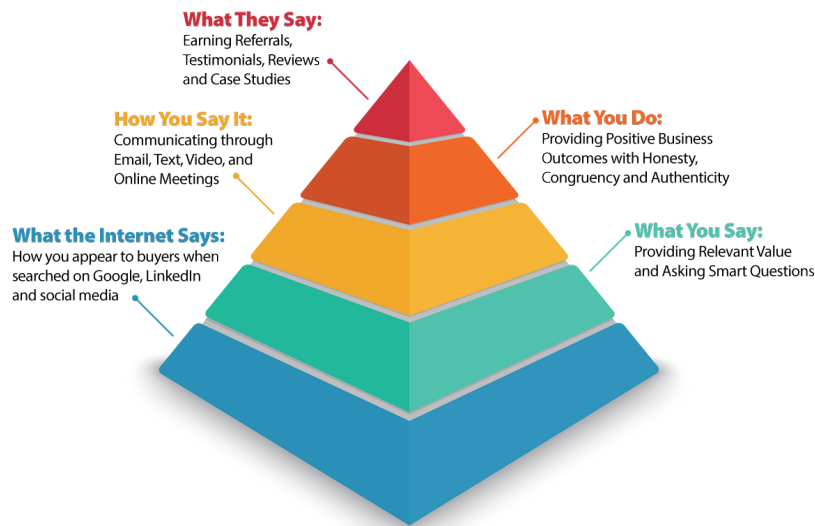 What They Say:
Earning Referrals,
Testimonials, Reviews
and Case Studies
How You Say It:
Communicating through
Email, Text, Video, and
Online Meetings
What You Do:
Providing Positive Business
Outcomes with Honesty,
Congruency and Authenticity
What the Internet Says:
How you appear to buyers when
searched on Google, LinkedIn
and social media
What You Say:
Providing Relevant Value
and Asking Smart Questions